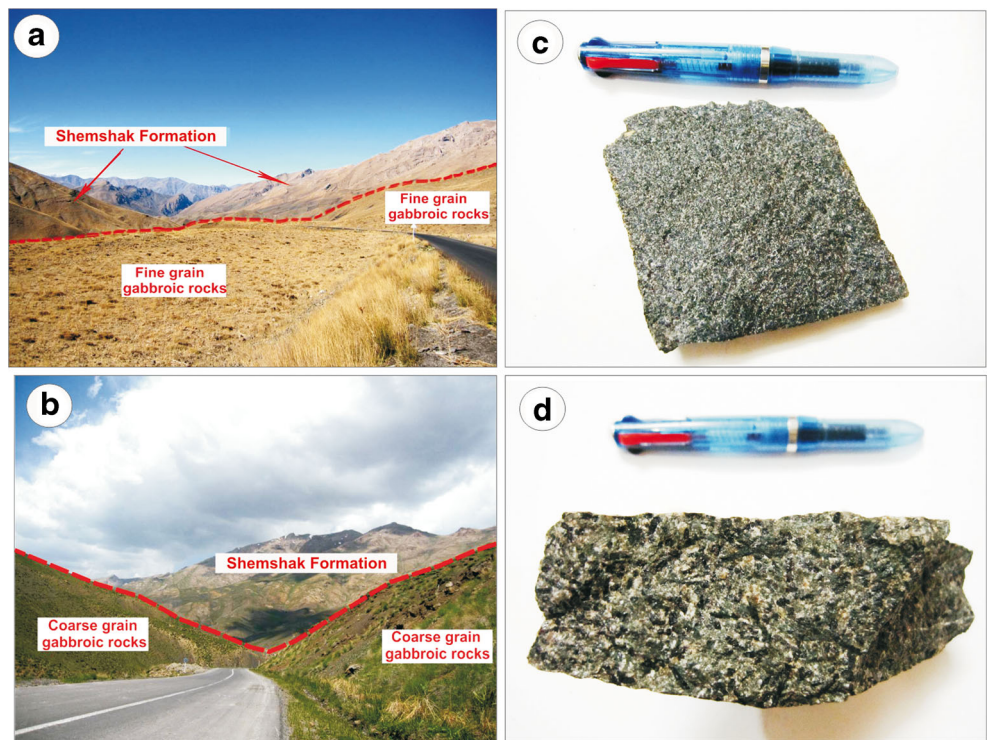 a
Shemshak Formation
Fine grain
gabbroic rocks
Fine grain
gabbroic rocks
b
Shemshak Formation
Coarse grain
gabbroic rocks
Coarse grain
gabbroic rocks
c
d